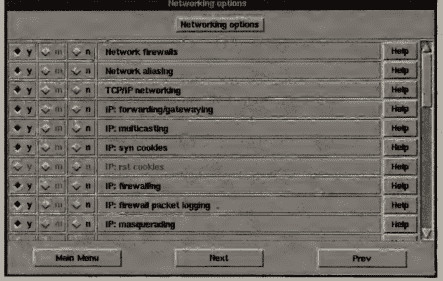 Networking options
Networking options
y m n Network firewalls Help
y m n Network aliasing Help
y m n TCP/IP networking Help
y m n IP: forwarding/gatewaying Help
y m n IP: multicasting Help
y m n IP: syn cookies Help
y m n IP: rst cookies Help
y m n IP: firewalling Help
y m n IP: firewall packet logging Help
y m n IP: masquerading Help
Main Menu Next Prev